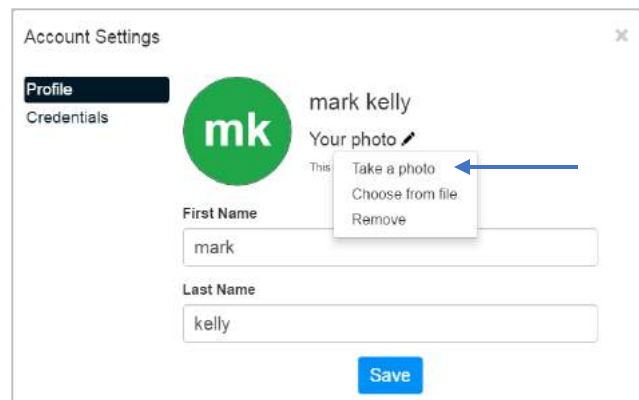 Account Settings
×
Profile
Credentials
mk
mark kelly
Your photo
This
Take a photo
Choose from file
Remove
First Name
mark
Last Name
kelly
Save